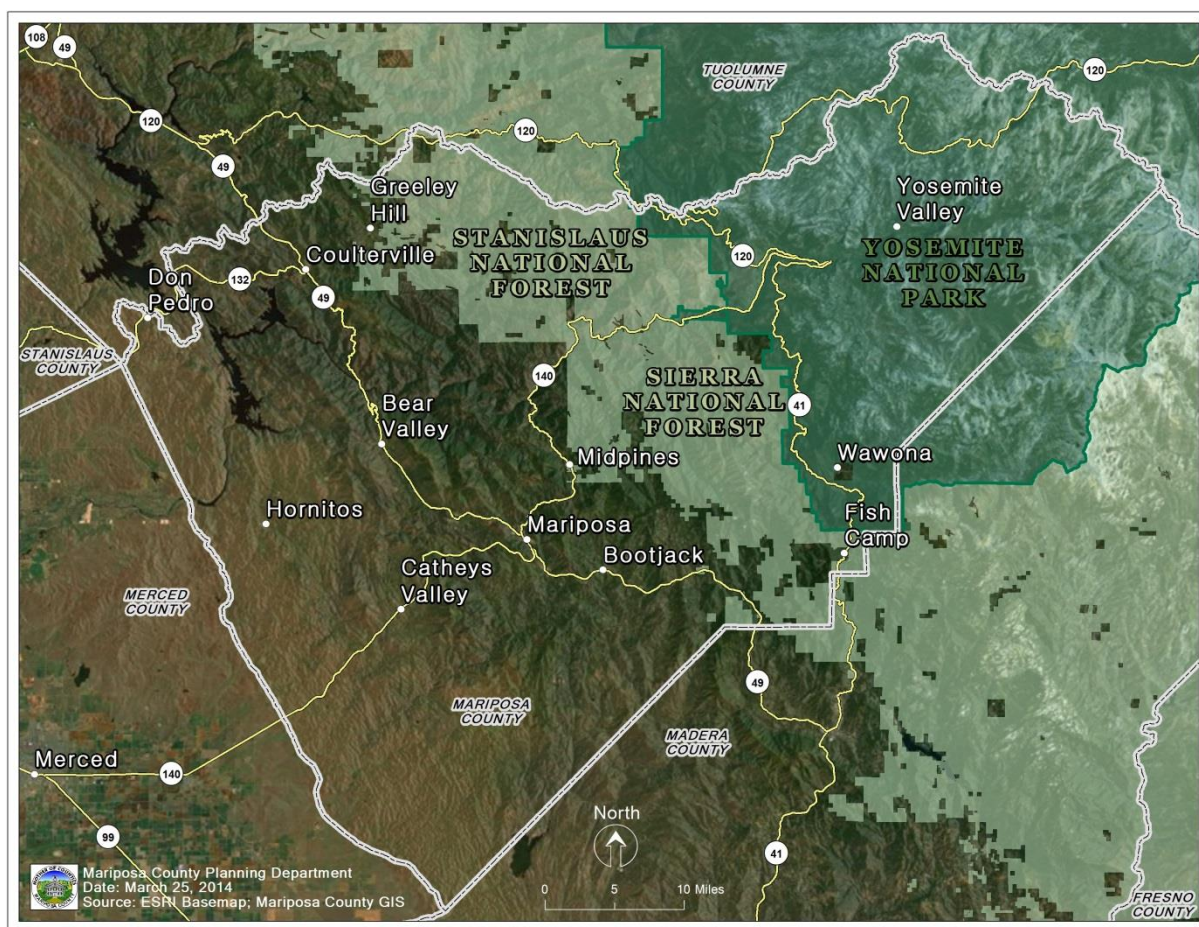 108
49
TUOLUMNE
COUNTY
120
120
120
49
Greeley
Hill
Yosemite
Valley
STANISLAUS
NATIONAL
FOREST
YOSEMITE
NATIONAL
PARK
Coulterville
120
Don
Pedro
132
49
STANISLAUS
COUNTY
140
SIERRA
NATIONAL
FOREST
41
Bear
Valley
Midpines
Wawona
Hornitos
Mariposa
Fish
Camp
Bootjack
Catheys
Valley
MERCED
COUNTY
49
MARIPOSA
COUNTY
MADERA
COUNTY
Merced
140
99
North
41
0 5 10 Miles
Mariposa County Planning Department
Date: March 25, 2014
Source: ESRI Basemap; Mariposa County GIS
FRESNO
COUNTY